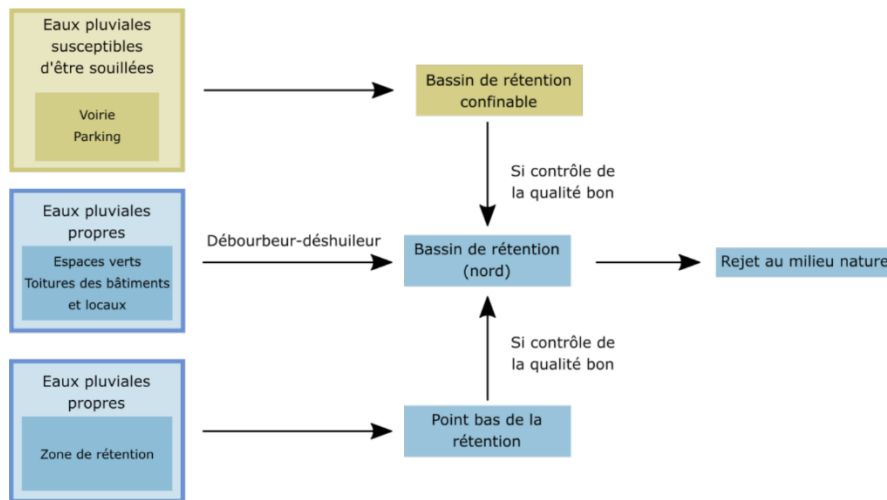 Eaux pluviales
susceptibles
d'être souillées
Voirie
Parking
Bassin de rétention
confinable
Si contrôle de
la qualité bon
Eaux pluviales
propres
Espaces verts
Toitures des bâtiments
et locaux
Débourbeur-déshuileur
Bassin de rétention
(nord)
Rejet au milieu nature
Si contrôle de
la qualité bon
Eaux pluviales
propres
Zone de rétention
Point bas de la
rétention